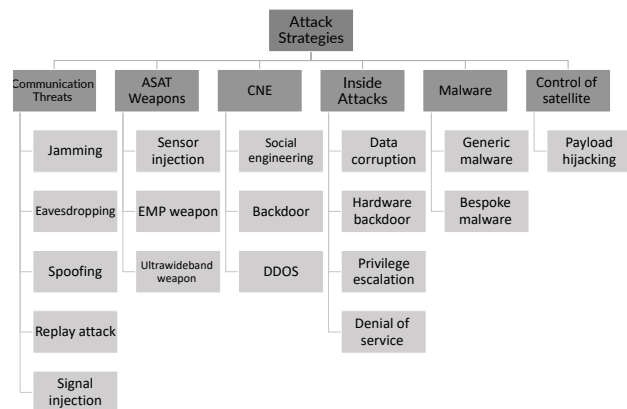 Attack
Strategies
Communication
Threats
ASAT
Weapons
CNE
Inside
Attacks
Malware
Control of
satellite
Jamming
Eavesdropping
Spoofing
Replay attack
Signal
injection
Sensor
injection
EMP weapon
Ultrawideband
weapon
Social
engineering
Backdoor
DDOS
Data
corruption
Hardware
backdoor
Privilege
escalation
Denial of
service
Generic
malware
Bespoke
malware
Payload
hijacking